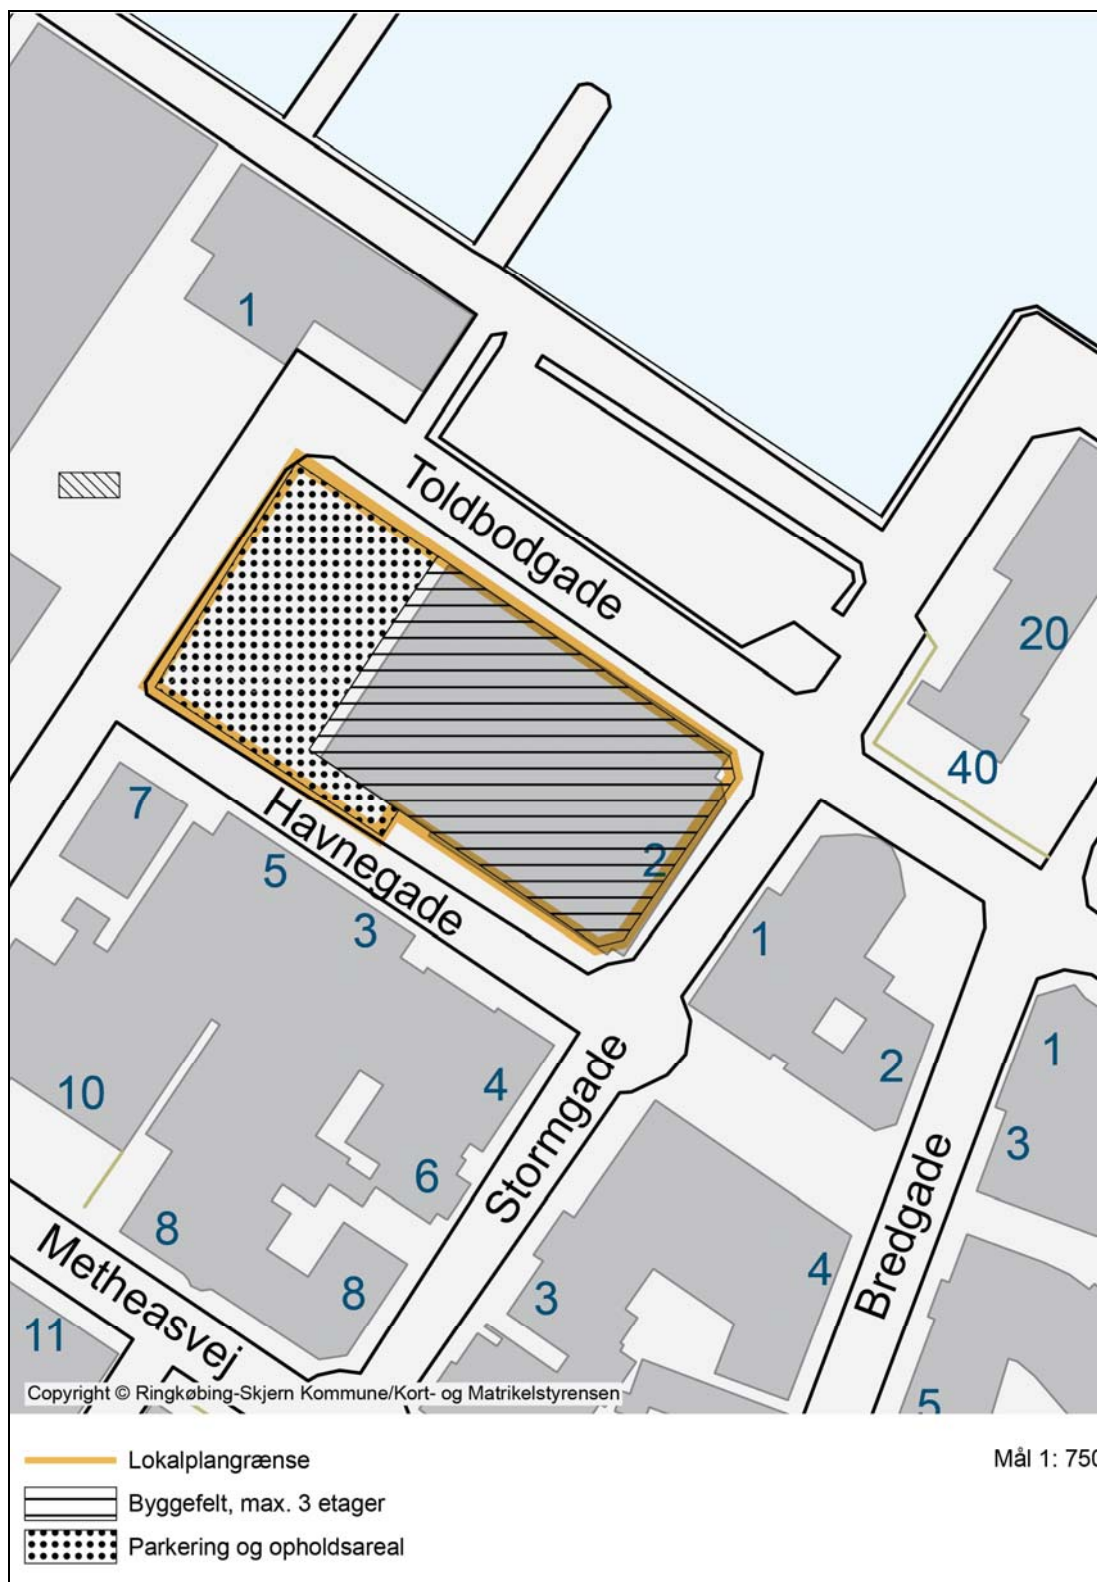 1
Toldbodgade
20
40
7
Havnegade
2
5
3
1
1
2
4
10
3
6
Stormgade
Bredgade
8
Metheasvej
8
3
4
11
5
Copyright © Ringkøbing-Skjern Kommune/Kort- og Matrikelstyrensen
Lokalplangrænse
Mål 1: 750
Byggefelt, max. 3 etager
Parkering og opholdsareal